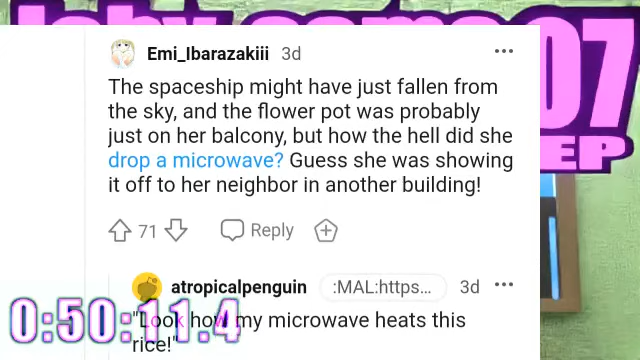 07
EP
Emi_Ibarazakiii 3d
The spaceship might have just fallen from
the sky, and the flower pot was probably
just on her balcony, but how the hell did she
drop a microwave? Guess she was showing
it off to her neighbor in another building!
71 Reply
atropicalpenguin :MAL:https... 3d
"Look how my microwave heats this
rice!"
0:50:11.4